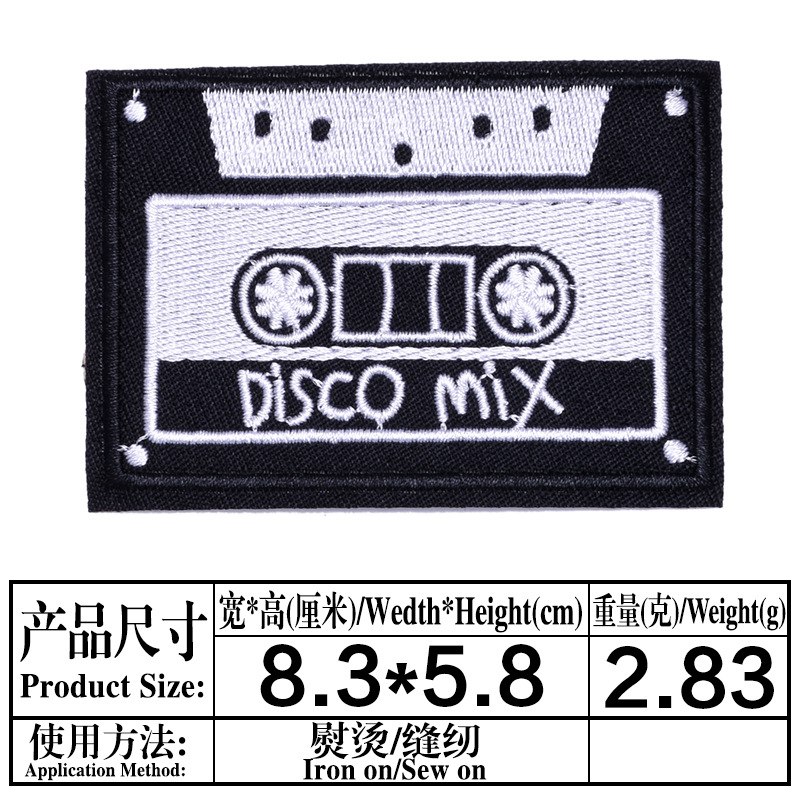 DiSCO MiX
产品尺寸
Product Size:
宽*高(厘米)/Wedth*Height(cm)
重量(克)/Weight(g)
8.3*5.8
2.83
使用方法:
Application Method:
熨烫/缝纫
Iron on/Sew on